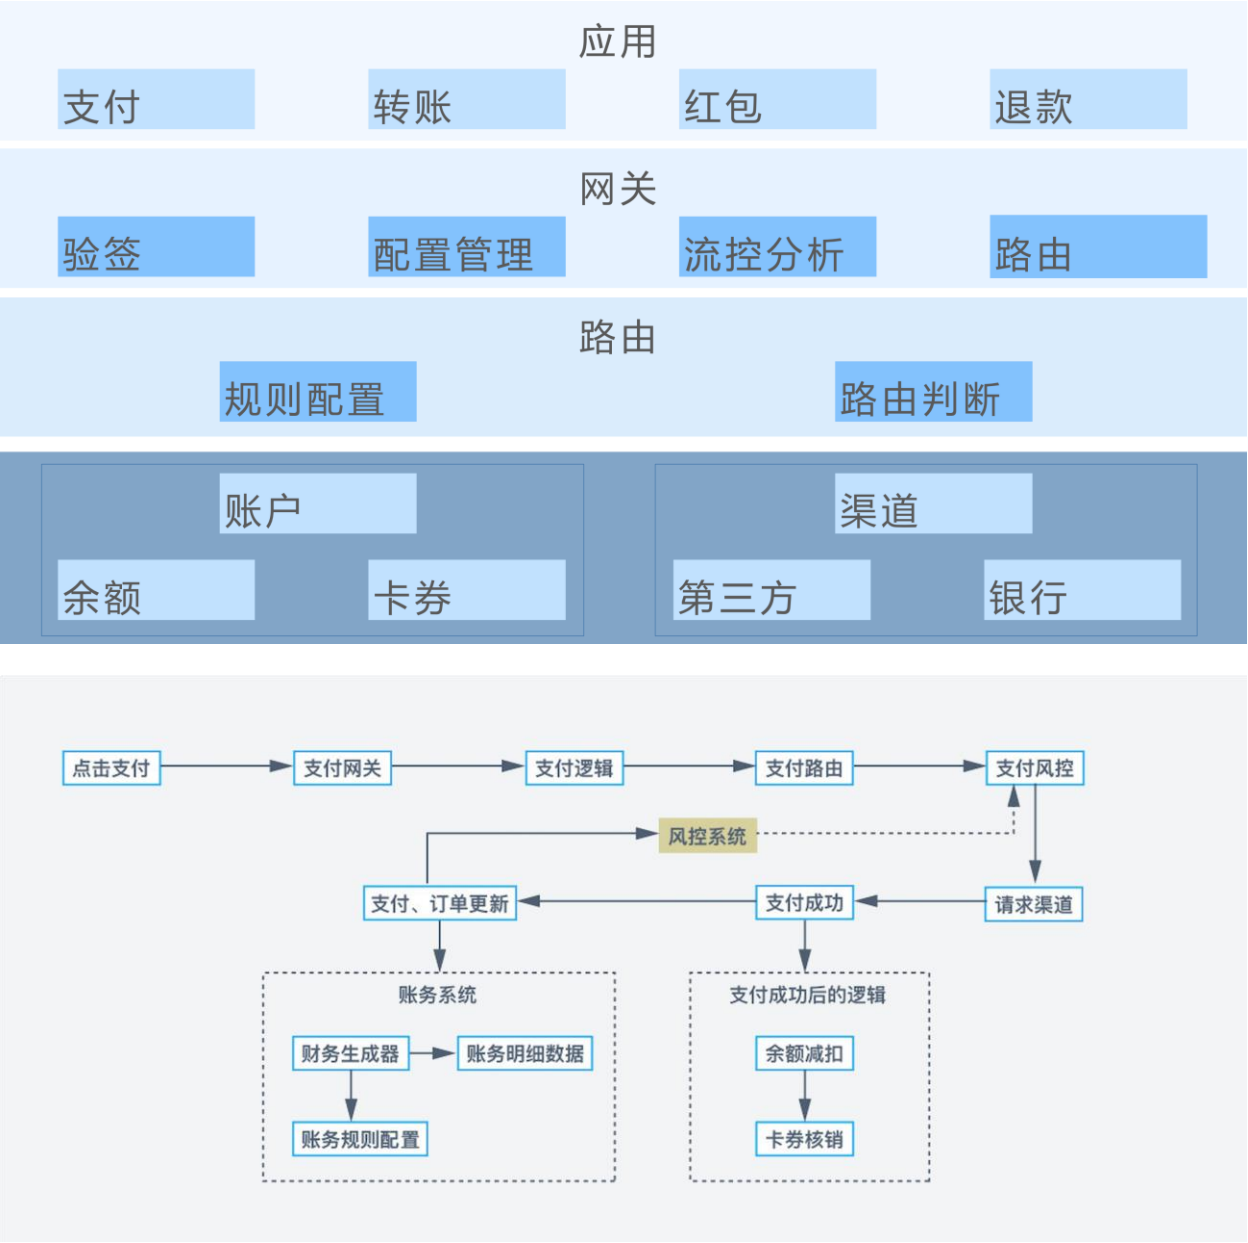 应用
支付
转账
红包
退款
网关
验签
配置管理
流控分析
路由
路由
规则配置
路由判断
账户
渠道
余额
卡券
第三方
银行
点击支付
支付网关
支付逻辑
支付路由
支付风控
风控系统
支付、订单更新
支付成功
请求渠道
账务系统
支付成功后的逻辑
财务生成器
账务明细数据
余额减扣
账务规则配置
卡券核销